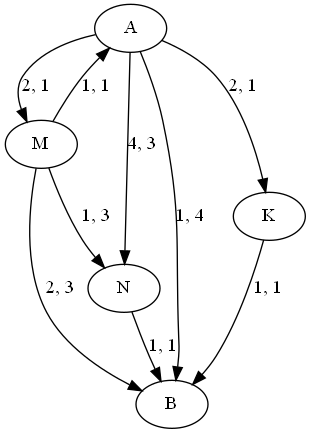 A
2, 1
1, 1
2, 1
M
4, 3
1, 3
1, 4
K
2, 3
N
1, 1
1, 1
B